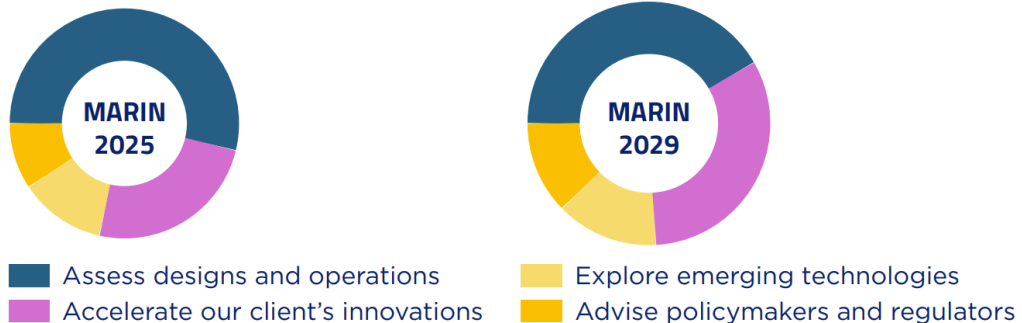 MARIN
2025
MARIN
2029
Assess designs and operations
Accelerate our client’s innovations
Explore emerging technologies
Advise policymakers and regulators